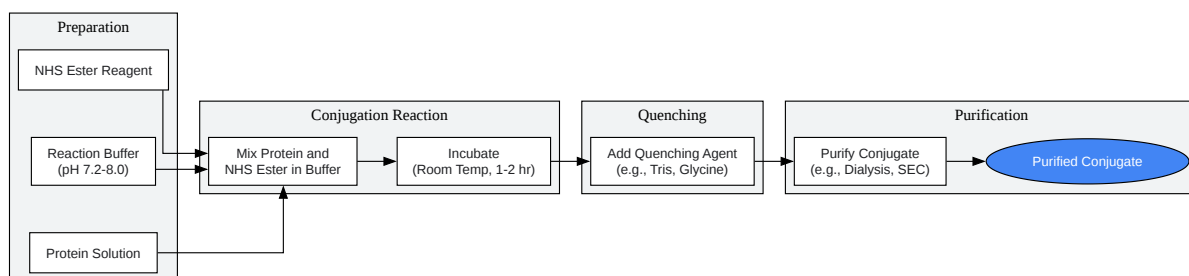 Preparation
NHS Ester Reagent
Reaction Buffer
(pH 7.2-8.0)
Protein Solution
Conjugation Reaction
Mix Protein and
NHS Ester in Buffer
Incubate
(Room Temp, 1-2 hr)
Quenching
Add Quenching Agent
(e.g., Tris, Glycine)
Purification
Purify Conjugate
(e.g., Dialysis, SEC)
Purified Conjugate